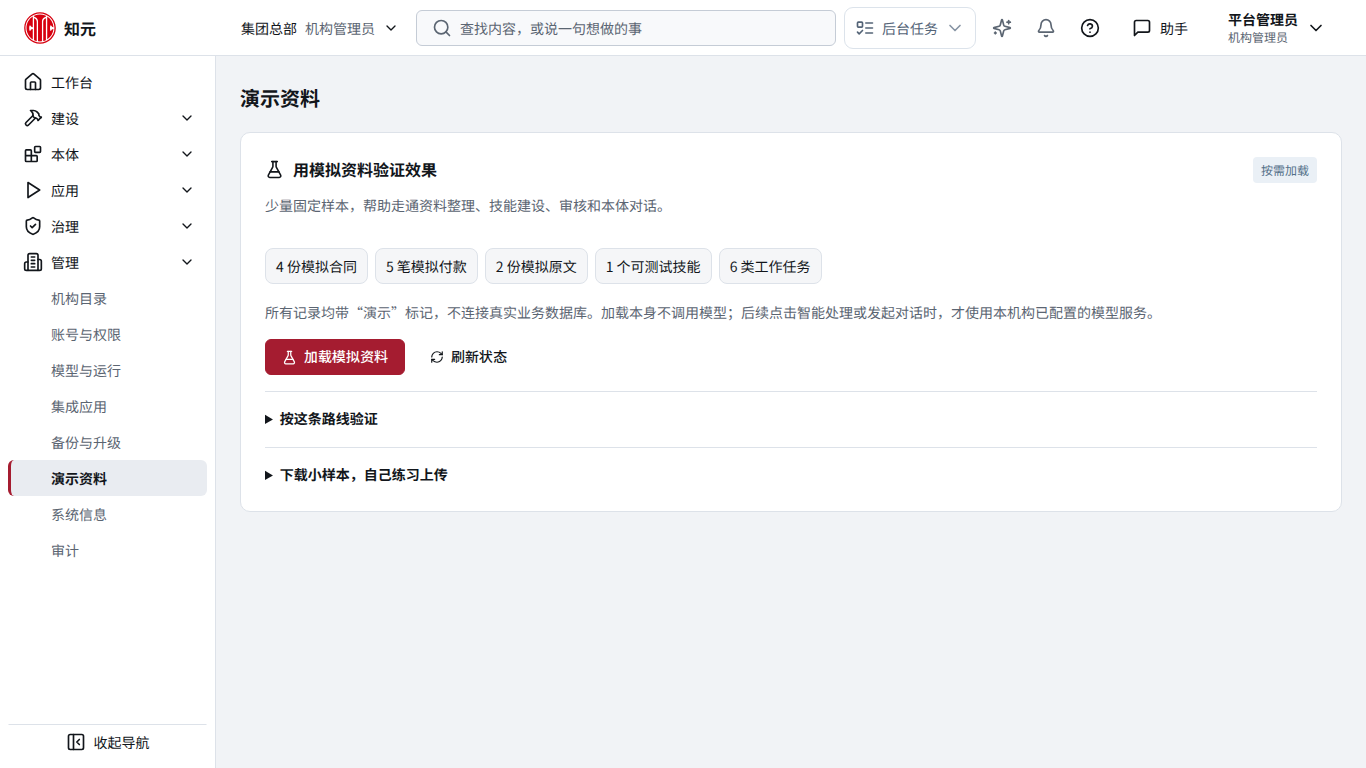 知元
集团总部 机构管理员
查找内容，或说一句想做的事
后台任务
助手
平台管理员
机构管理员
工作台
建设
本体
应用
治理
管理
机构目录
账号与权限
模型与运行
集成应用
备份与升级
演示资料
系统信息
审计
收起导航
演示资料
用模拟资料验证效果
按需加载
少量固定样本，帮助走通资料整理、技能建设、审核和本体对话。
4 份模拟合同
5 笔模拟付款
2 份模拟原文
1 个可测试技能
6 类工作任务
所有记录均带“演示”标记，不连接真实业务数据库。加载本身不调用模型；后续点击智能处理或发起对话时，才使用本机构已配置的模型服务。
加载模拟资料
刷新状态
按这条路线验证
下载小样本，自己练习上传